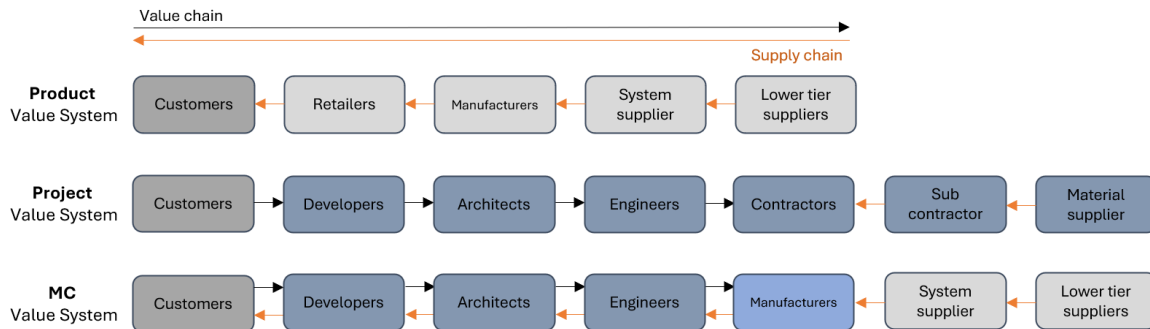 Value chain
Supply chain
Product
Value System
Customers
Retailers
Manufacturers
System
supplier
Lower tier
suppliers
Project
Value System
Customers
Developers
Architects
Engineers
Contractors
Sub
contractor
Material
supplier
MC
Value System
Customers
Developers
Architects
Engineers
Manufacturers
System
supplier
Lower tier
suppliers